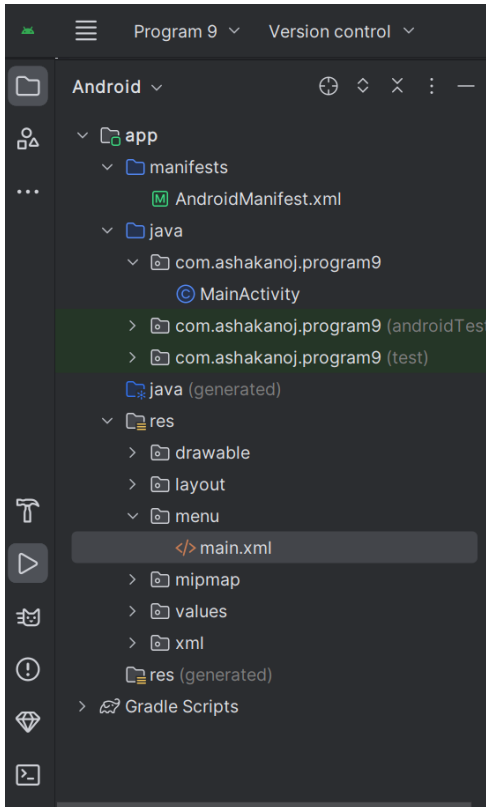 Program 9 Version control
Android
app
manifests
AndroidManifest.xml
java
com.ashakanoj.program9
MainActivity
com.ashakanoj.program9 (androidTest
com.ashakanoj.program9 (test)
java (generated)
res
drawable
layout
menu
</> main.xml
mipmap
values
xml
res (generated)
Gradle Scripts